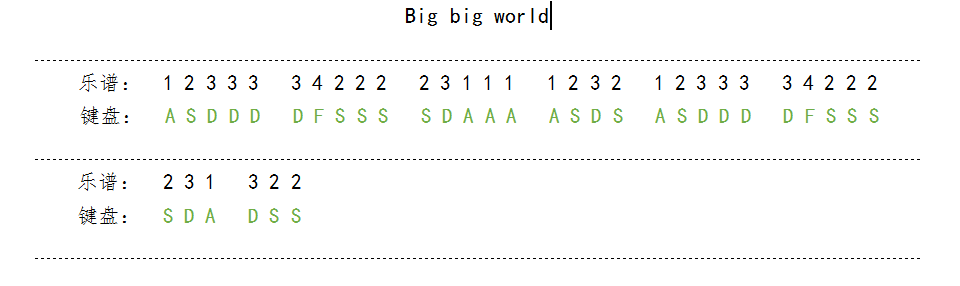 Big big world
乐谱： 1 2 3 3 3 3 4 2 2 2 2 3 1 1 1 1 2 3 2 1 2 3 3 3 3 4 2 2 2
键盘： A S D D D D F S S S S D A A A A S D S A S D D D D F S S S
乐谱： 2 3 1 3 2 2
键盘： S D A D S S